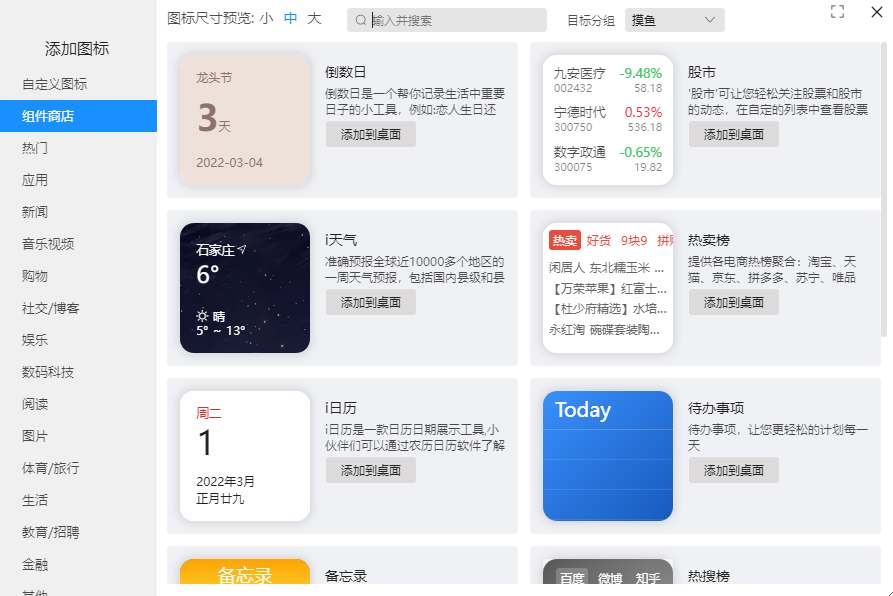 添加图标
自定义图标
组件商店
热门
应用
新闻
音乐视频
购物
社交/博客
娱乐
数码科技
阅读
图片
体育/旅行
生活
教育/招聘
金融
图标尺寸预览: 小 中 大
输入并搜索
目标分组 摸鱼
龙头节
3天
2022-03-04
倒数日
倒数日是一个帮你记录生活中重要
日子的小工具，例如:恋人生日还
添加到桌面
九安医疗 -9.48%
002432 58.18
宁德时代 0.53%
300750 536.18
数字政通 -0.65%
300075 19.82
股市
'股市'可让您轻松关注股票和股市
的动态，在自定的列表中查看股票
添加到桌面
石家庄
6°
晴
5° ~ 13°
i天气
准确预报全球近10000多个地区的
一周天气预报，包括国内县级和县
添加到桌面
热卖 好货 9块9 拼
闲居人 东北糯玉米 ...
【万荣苹果】红富士...
【杜少府精选】水培...
永红淘 碗碟套装陶...
热卖榜
提供各电商热榜聚合：淘宝、天
猫、京东、拼多多、苏宁、唯品
添加到桌面
周二
1
2022年3月
正月廿九
i日历
i日历是一款日历日期展示工具,小
伙伴们可以通过农历日历软件了解
添加到桌面
Today
待办事项
待办事项，让您更轻松的计划每一
天
添加到桌面
备忘录
备忘录
百度 微博 知乎
热搜榜